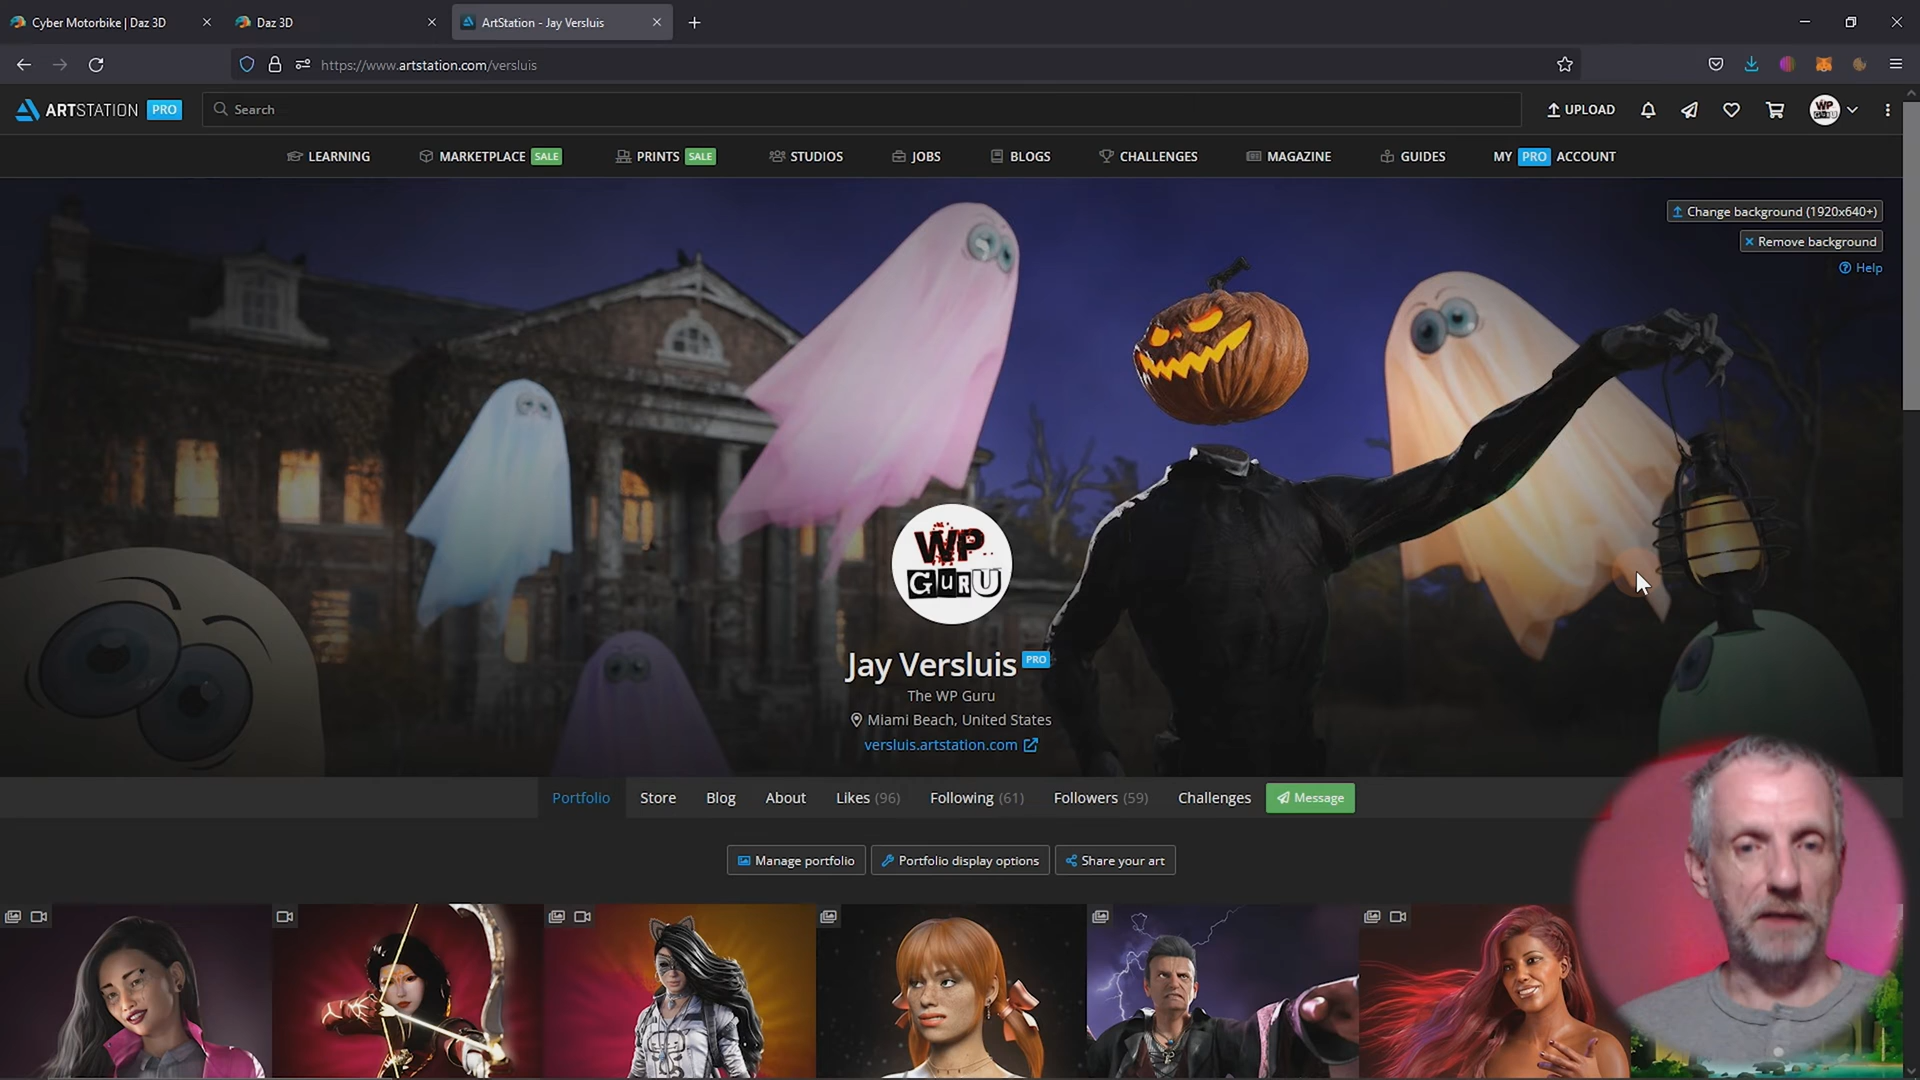 Cyber Motorbike | Daz 3D
Daz 3D
ArtStation - Jay Versluis
https://www.artstation.com/versluis
ARTSTATION PRO
Search
UPLOAD
WP GURU
LEARNING
MARKETPLACE SALE
PRINTS SALE
STUDIOS
JOBS
BLOGS
CHALLENGES
MAGAZINE
GUIDES
MY PRO ACCOUNT
Change background (1920x640+)
Remove background
Help
WP
GURU
Jay Versluis PRO
The WP Guru
Miami Beach, United States
versluis.artstation.com
Portfolio
Store
Blog
About
Likes (96)
Following (61)
Followers (59)
Challenges
Message
Manage portfolio
Portfolio display options
Share your art